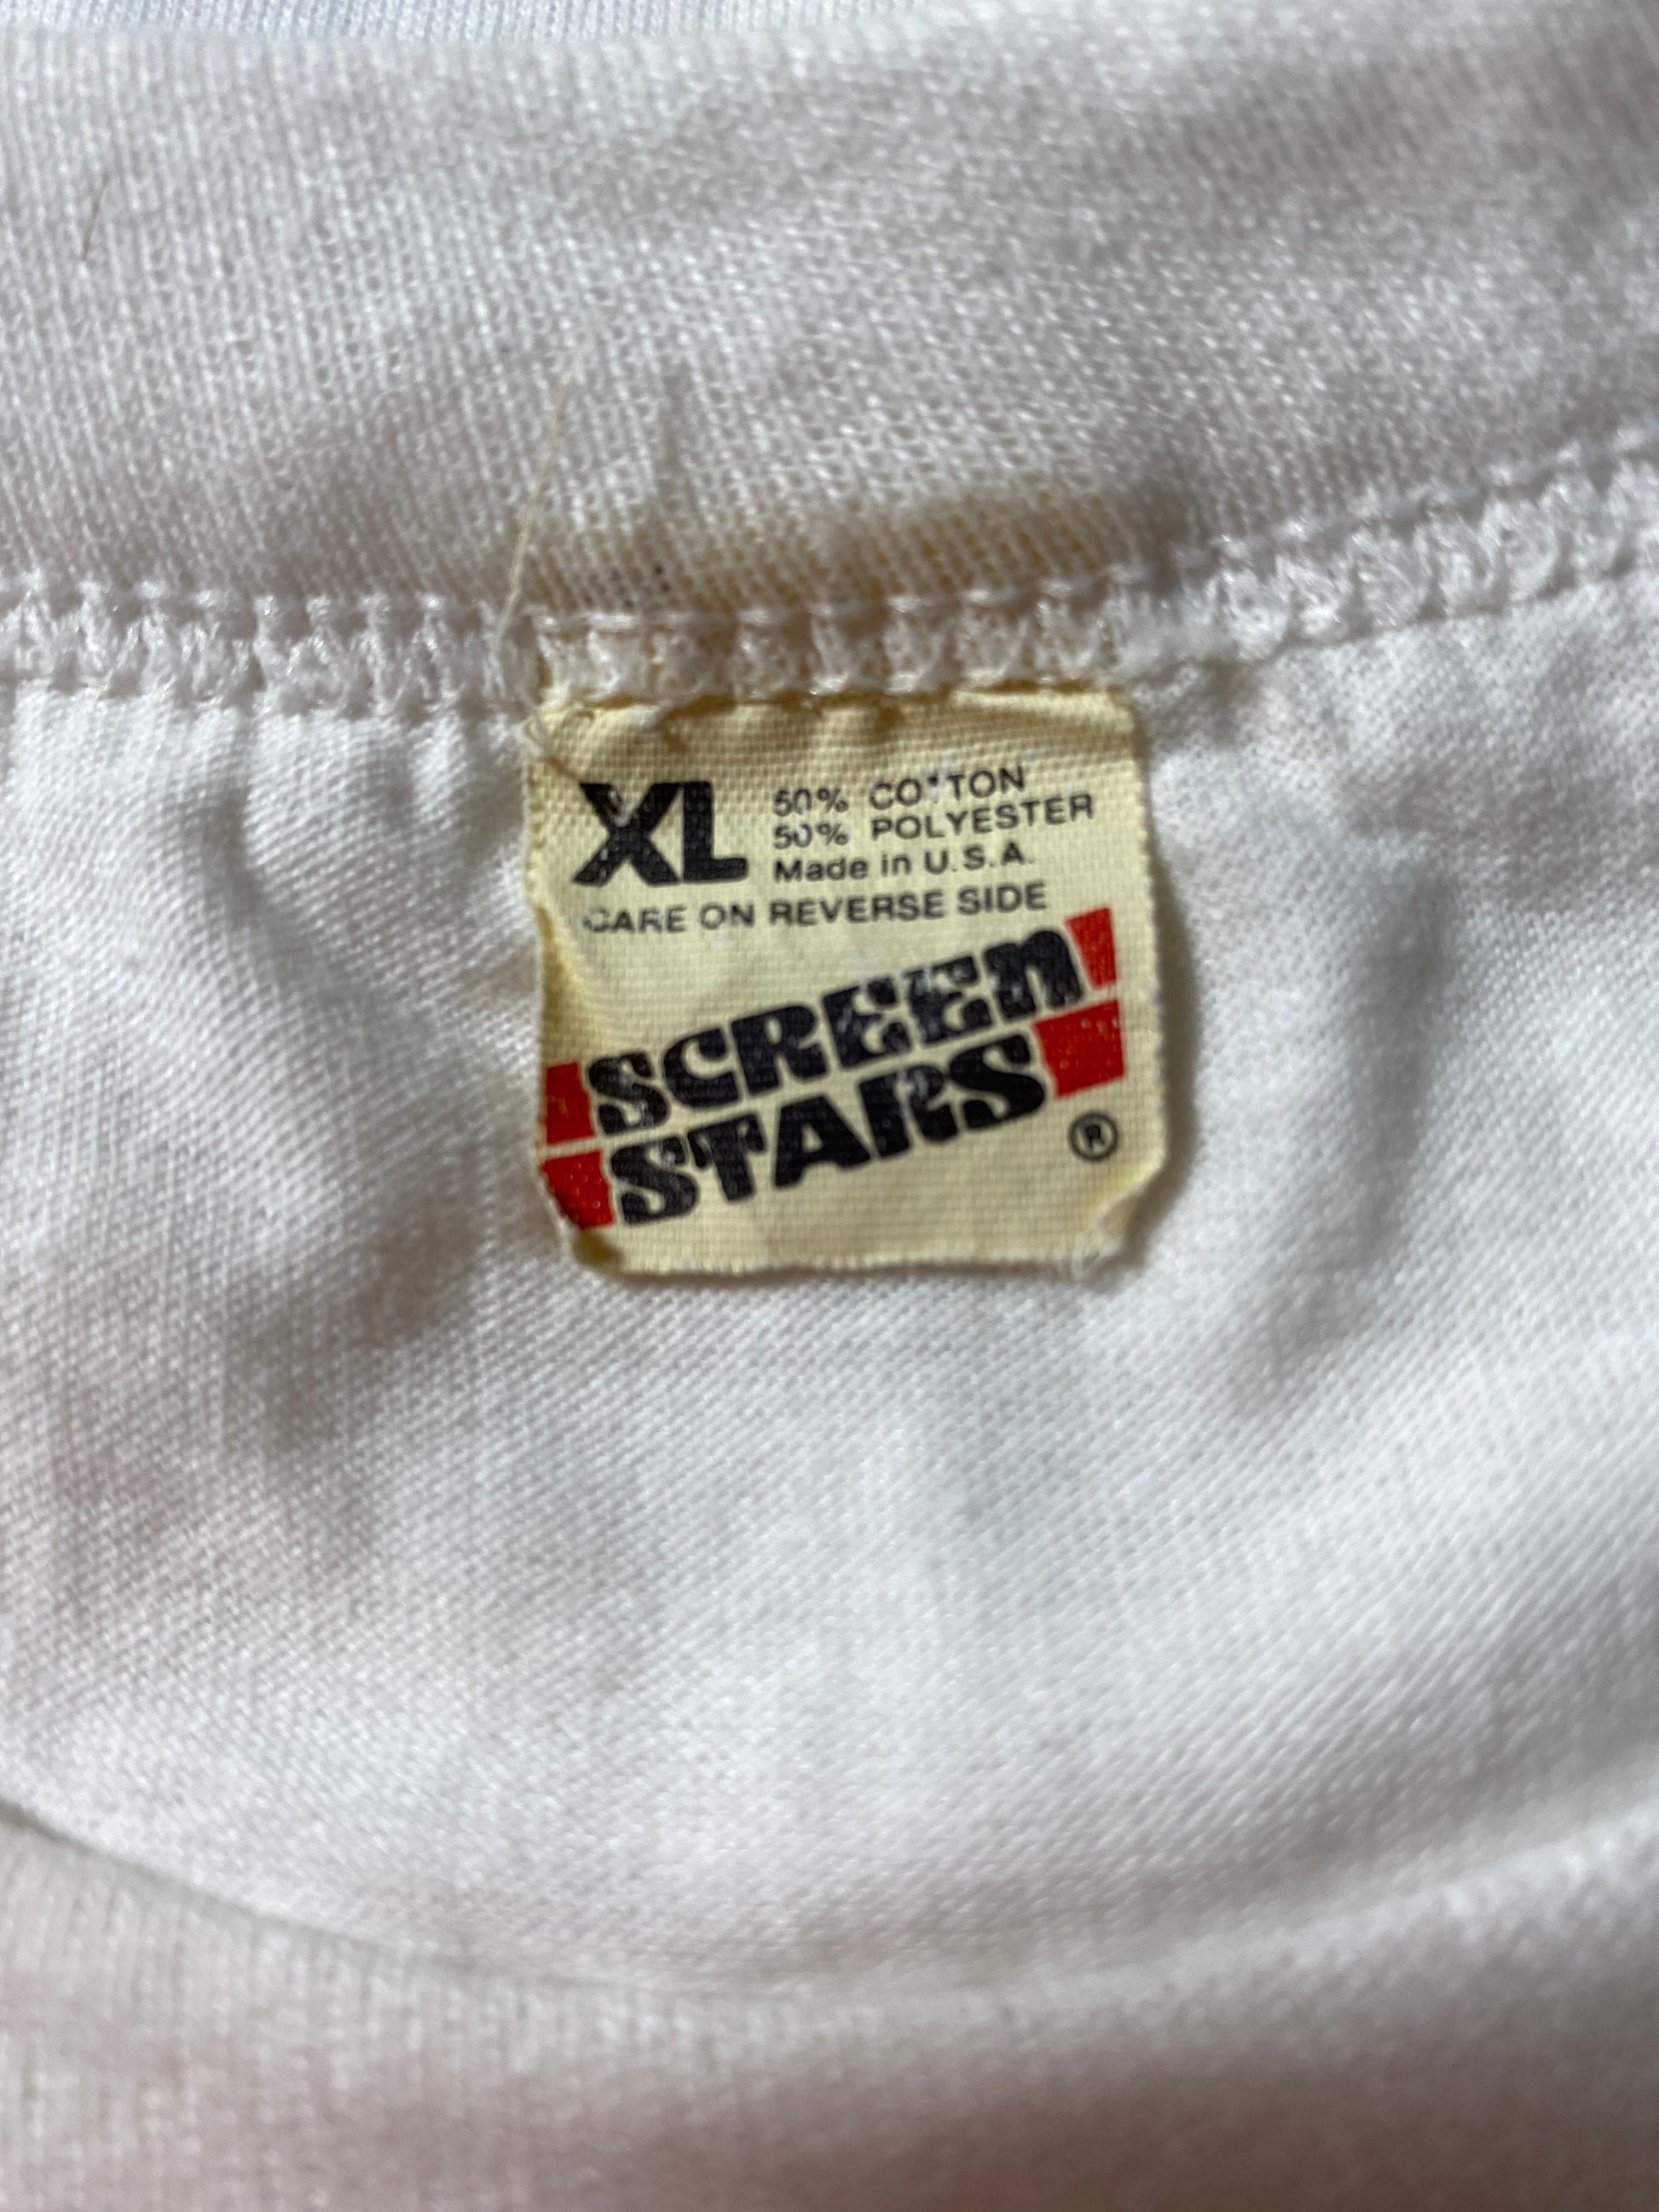 XL
50% COTTON
50% POLYESTER
Made in U.S.A.
CARE ON REVERSE SIDE
SCREEN
STARS
®